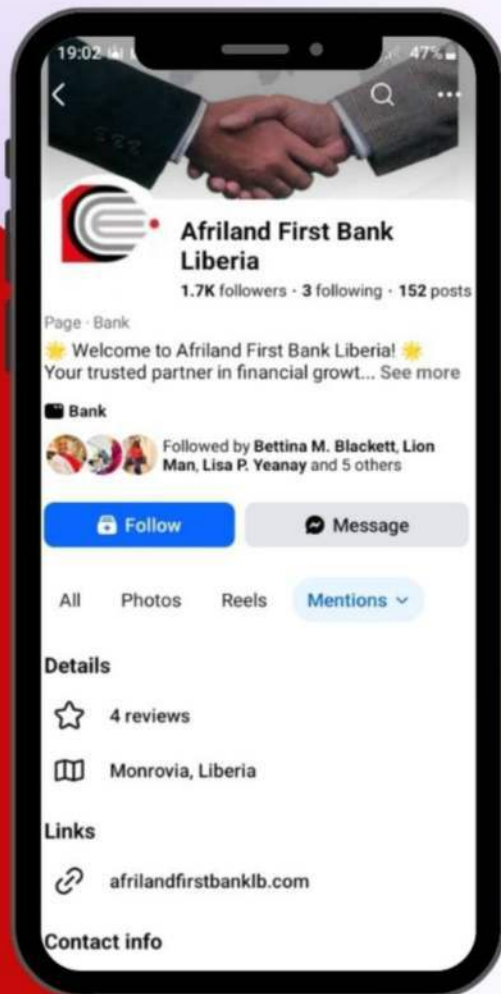 19:02
47%
Afriland First Bank
Liberia
1.7K followers · 3 following · 152 posts
Page · Bank
🌟 Welcome to Afriland First Bank Liberia! 🌟
Your trusted partner in financial growt... See more
Bank
Followed by Bettina M. Blackett, Lion
Man, Lisa P. Yeanay and 5 others
Follow
Message
All Photos Reels Mentions
Details
4 reviews
Monrovia, Liberia
Links
afrilandfirstbanklb.com
Contact info